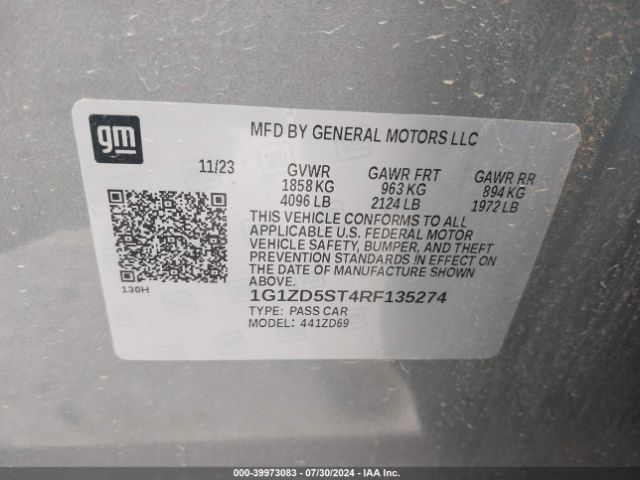 gm
MFD BY GENERAL MOTORS LLC
11/23 GVWR GAWR FRT GAWR RR
1858 KG 963 KG 894 KG
4096 LB 2124 LB 1972 LB
THIS VEHICLE CONFORMS TO ALL
APPLICABLE U.S. FEDERAL MOTOR
VEHICLE SAFETY, BUMPER, AND THEFT
PREVENTION STANDARDS IN EFFECT ON
THE DATE OF MANUFACTURE SHOWN
ABOVE.
130H
1G1ZD5ST4RF135274
TYPE: PASS CAR
MODEL: 441ZD69
000-39973083 - 07/30/2024 - IAA Inc.